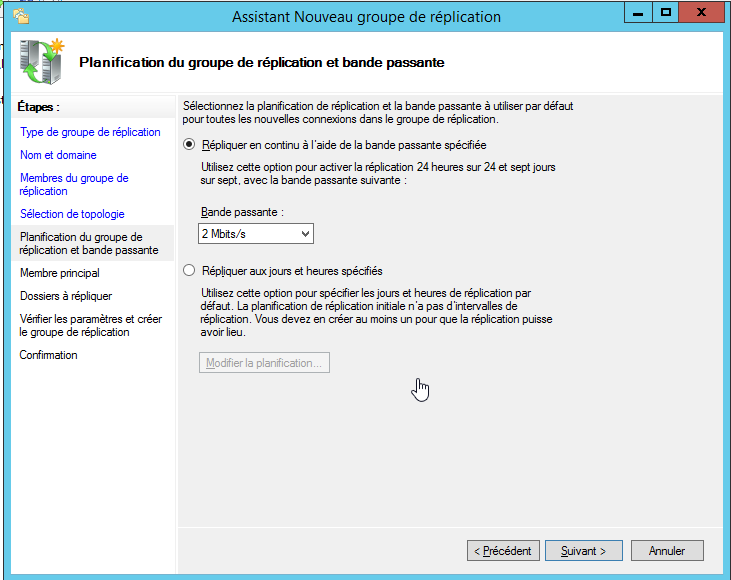 Assistant Nouveau groupe de réplication
Planification du groupe de réplication et bande passante
Étapes :
Type de groupe de réplication
Nom et domaine
Membres du groupe de
réplication
Sélection de topologie
Planification du groupe de
réplication et bande passante
Membre principal
Dossiers à répliquer
Vérifier les paramètres et créer
le groupe de réplication
Confirmation
Sélectionnez la planification de réplication et la bande passante à utiliser par défaut
pour toutes les nouvelles connexions dans le groupe de réplication.
Répliquer en continu à l'aide de la bande passante spécifiée
Utilisez cette option pour activer la réplication 24 heures sur 24 et sept jours
sur sept, avec la bande passante suivante :
Bande passante :
2 Mbits/s
Répliquer aux jours et heures spécifiés
Utilisez cette option pour spécifier les jours et heures de réplication par
défaut. La planification de réplication initiale n'a pas d'intervalles de
réplication. Vous devez en créer au moins un pour que la réplication puisse
avoir lieu.
Modifier la planification...
< Précédent
Suivant >
Annuler